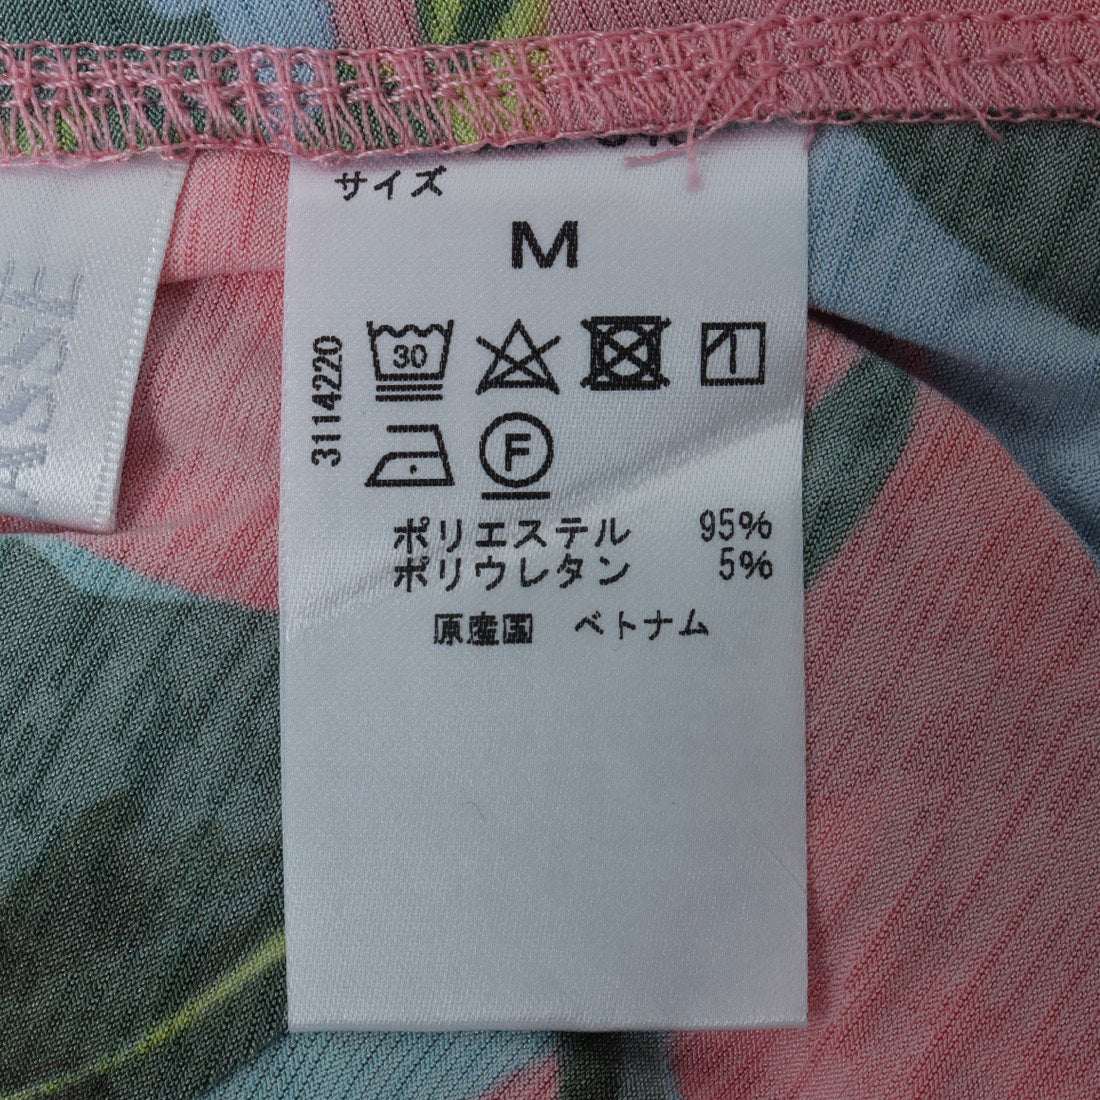 サイズ
M
3114220
30
F
ポリエステル 95%
ポリウレタン 5%
原産国 ベトナム